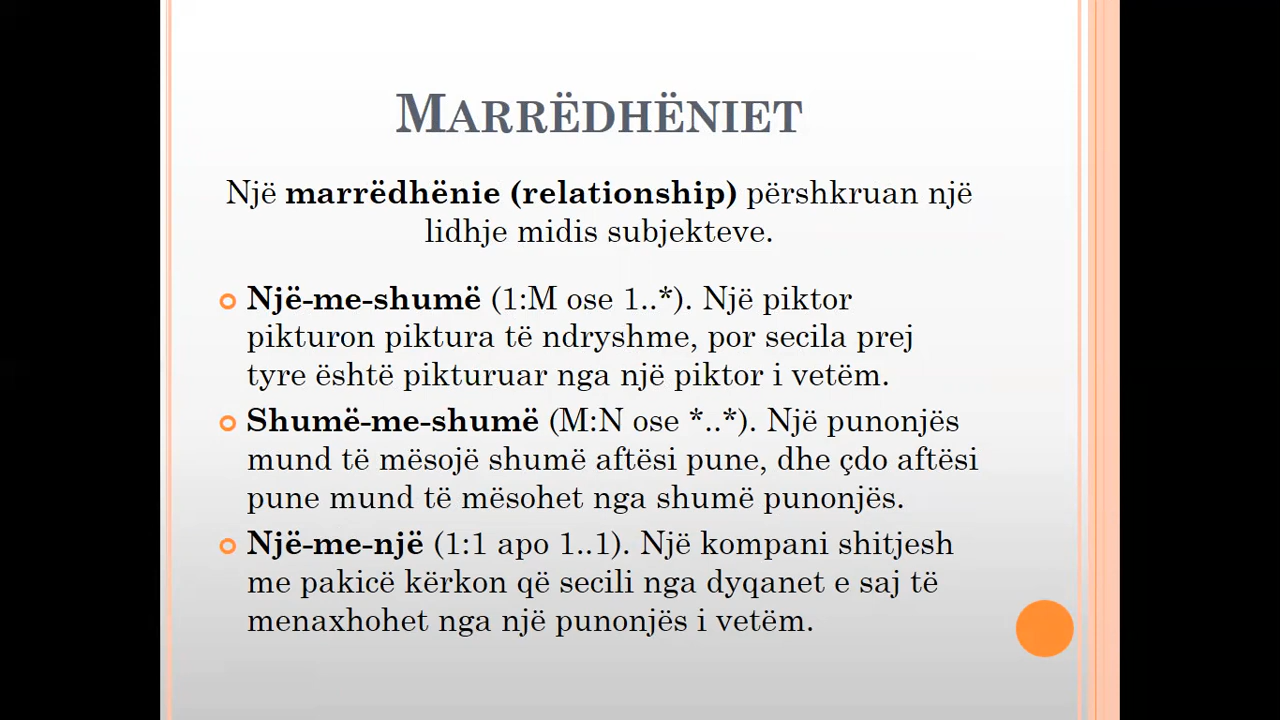 MARRËDHËNIET
Një marrëdhënie (relationship) përshkruan një
lidhje midis subjekteve.
Një-me-shumë (1:M ose 1..*). Një piktor
pikturon piktura të ndryshme, por secila prej
tyre është pikturuar nga një piktor i vetëm.
Shumë-me-shumë (M:N ose *..*). Një punonjës
mund të mësojë shumë aftësi pune, dhe çdo aftësi
pune mund të mësohet nga shumë punonjës.
Një-me-një (1:1 apo 1..1). Një kompani shitjesh
me pakicë kërkon që secili nga dyqanet e saj të
menaxhohet nga një punonjës i vetëm.